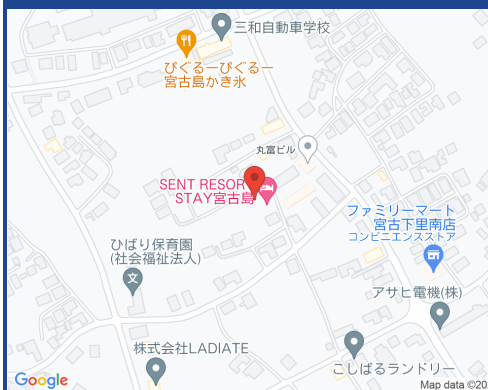 三和自動車学校
びぐるーびぐるー
宮古島かき氷
丸富ビル
SENT RESOR
STAY宮古島
ファミリーマート
宮古下里南店
コンビニエンスストア
ひばり保育園
(社会福祉法人)
アサヒ電機(株)
株式会社LADIATE
こしばるランドリー
Google
Map data ©20